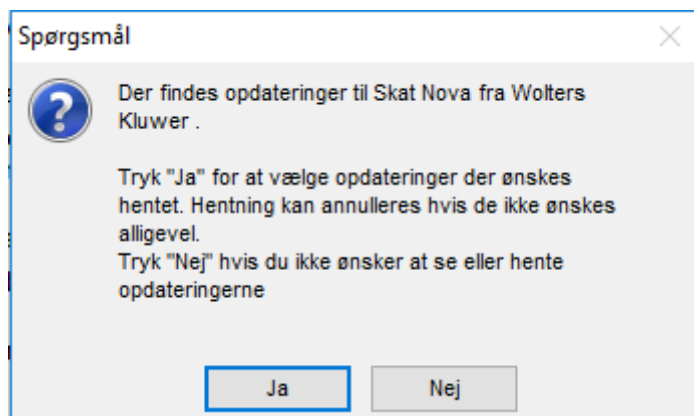 Spørgsmål
Der findes opdateringer til Skat Nova fra Wolters
Kluwer .
Tryk "Ja" for at vælge opdateringer der ønskes
hentet. Hentning kan annulleres hvis de ikke ønskes
alligevel.
Tryk "Nej" hvis du ikke ønsker at se eller hente
opdateringerne
Ja
Nej